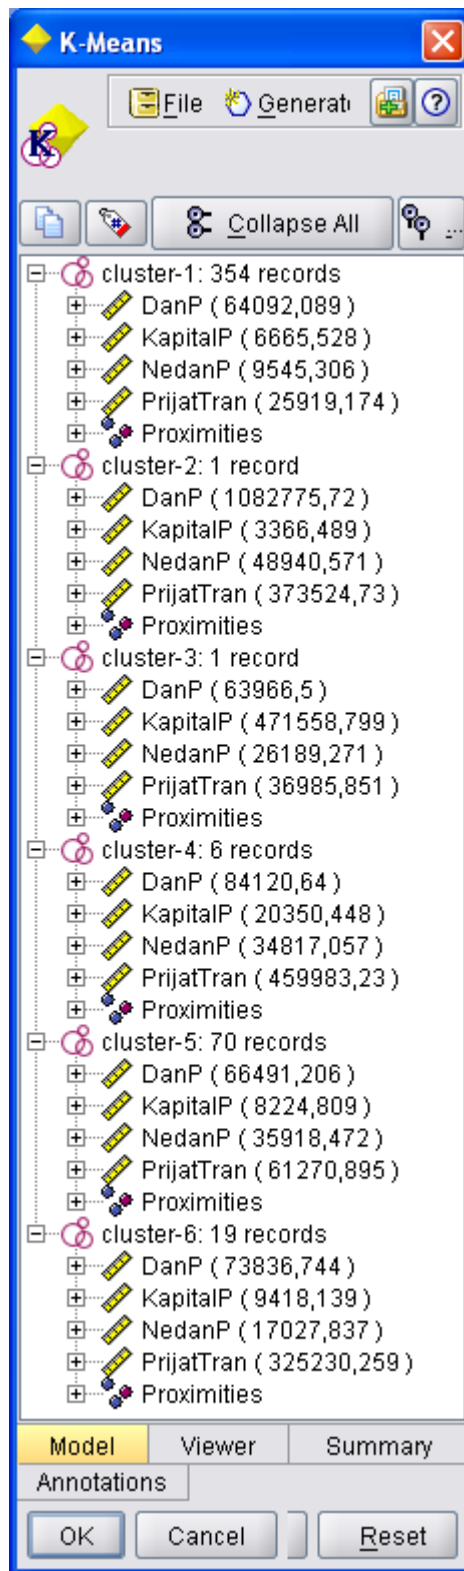 K-Means
File Generat
K
Collapse All ...
cluster-1: 354 records
DanP ( 64092,089 )
KapitalP ( 6665,528 )
NedanP ( 9545,306 )
PrijatTran ( 25919,174 )
Proximities
cluster-2: 1 record
DanP ( 1082775,72 )
KapitalP ( 3366,489 )
NedanP ( 48940,571 )
PrijatTran ( 373524,73 )
Proximities
cluster-3: 1 record
DanP ( 63966,5 )
KapitalP ( 471558,799 )
NedanP ( 26189,271 )
PrijatTran ( 36985,851 )
Proximities
cluster-4: 6 records
DanP ( 84120,64 )
KapitalP ( 20350,448 )
NedanP ( 34817,057 )
PrijatTran ( 459983,23 )
Proximities
cluster-5: 70 records
DanP ( 66491,206 )
KapitalP ( 8224,809 )
NedanP ( 35918,472 )
PrijatTran ( 61270,895 )
Proximities
cluster-6: 19 records
DanP ( 73836,744 )
KapitalP ( 9418,139 )
NedanP ( 17027,837 )
PrijatTran ( 325230,259 )
Proximities
Model Viewer Summary
Annotations
OK Cancel Reset